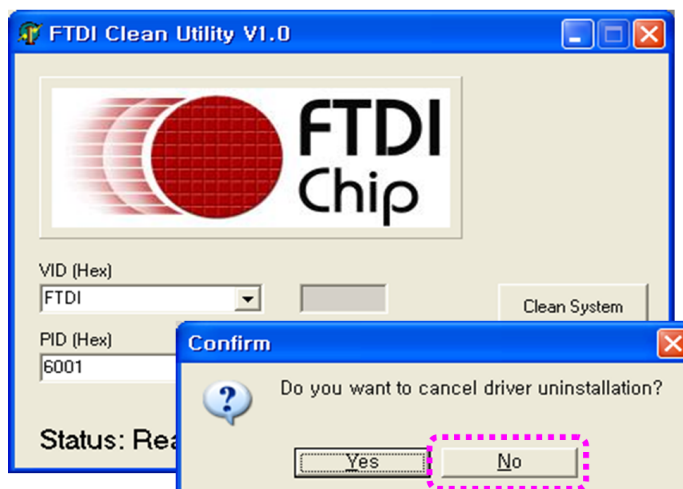 FTDI Clean Utility V1.0
FTDI
Chip
VID (Hex)
FTDI
Clean System
PID (Hex)
6001
Confirm
Do you want to cancel driver uninstallation?
Status:
Yes
No